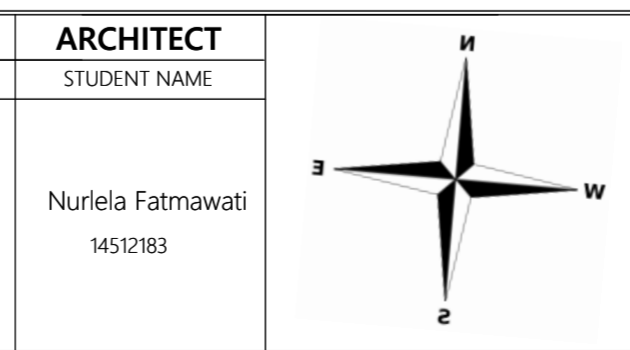 ARCHITECT
STUDENT NAME
Nurlela Fatmawati
14512183
N
E
W
S